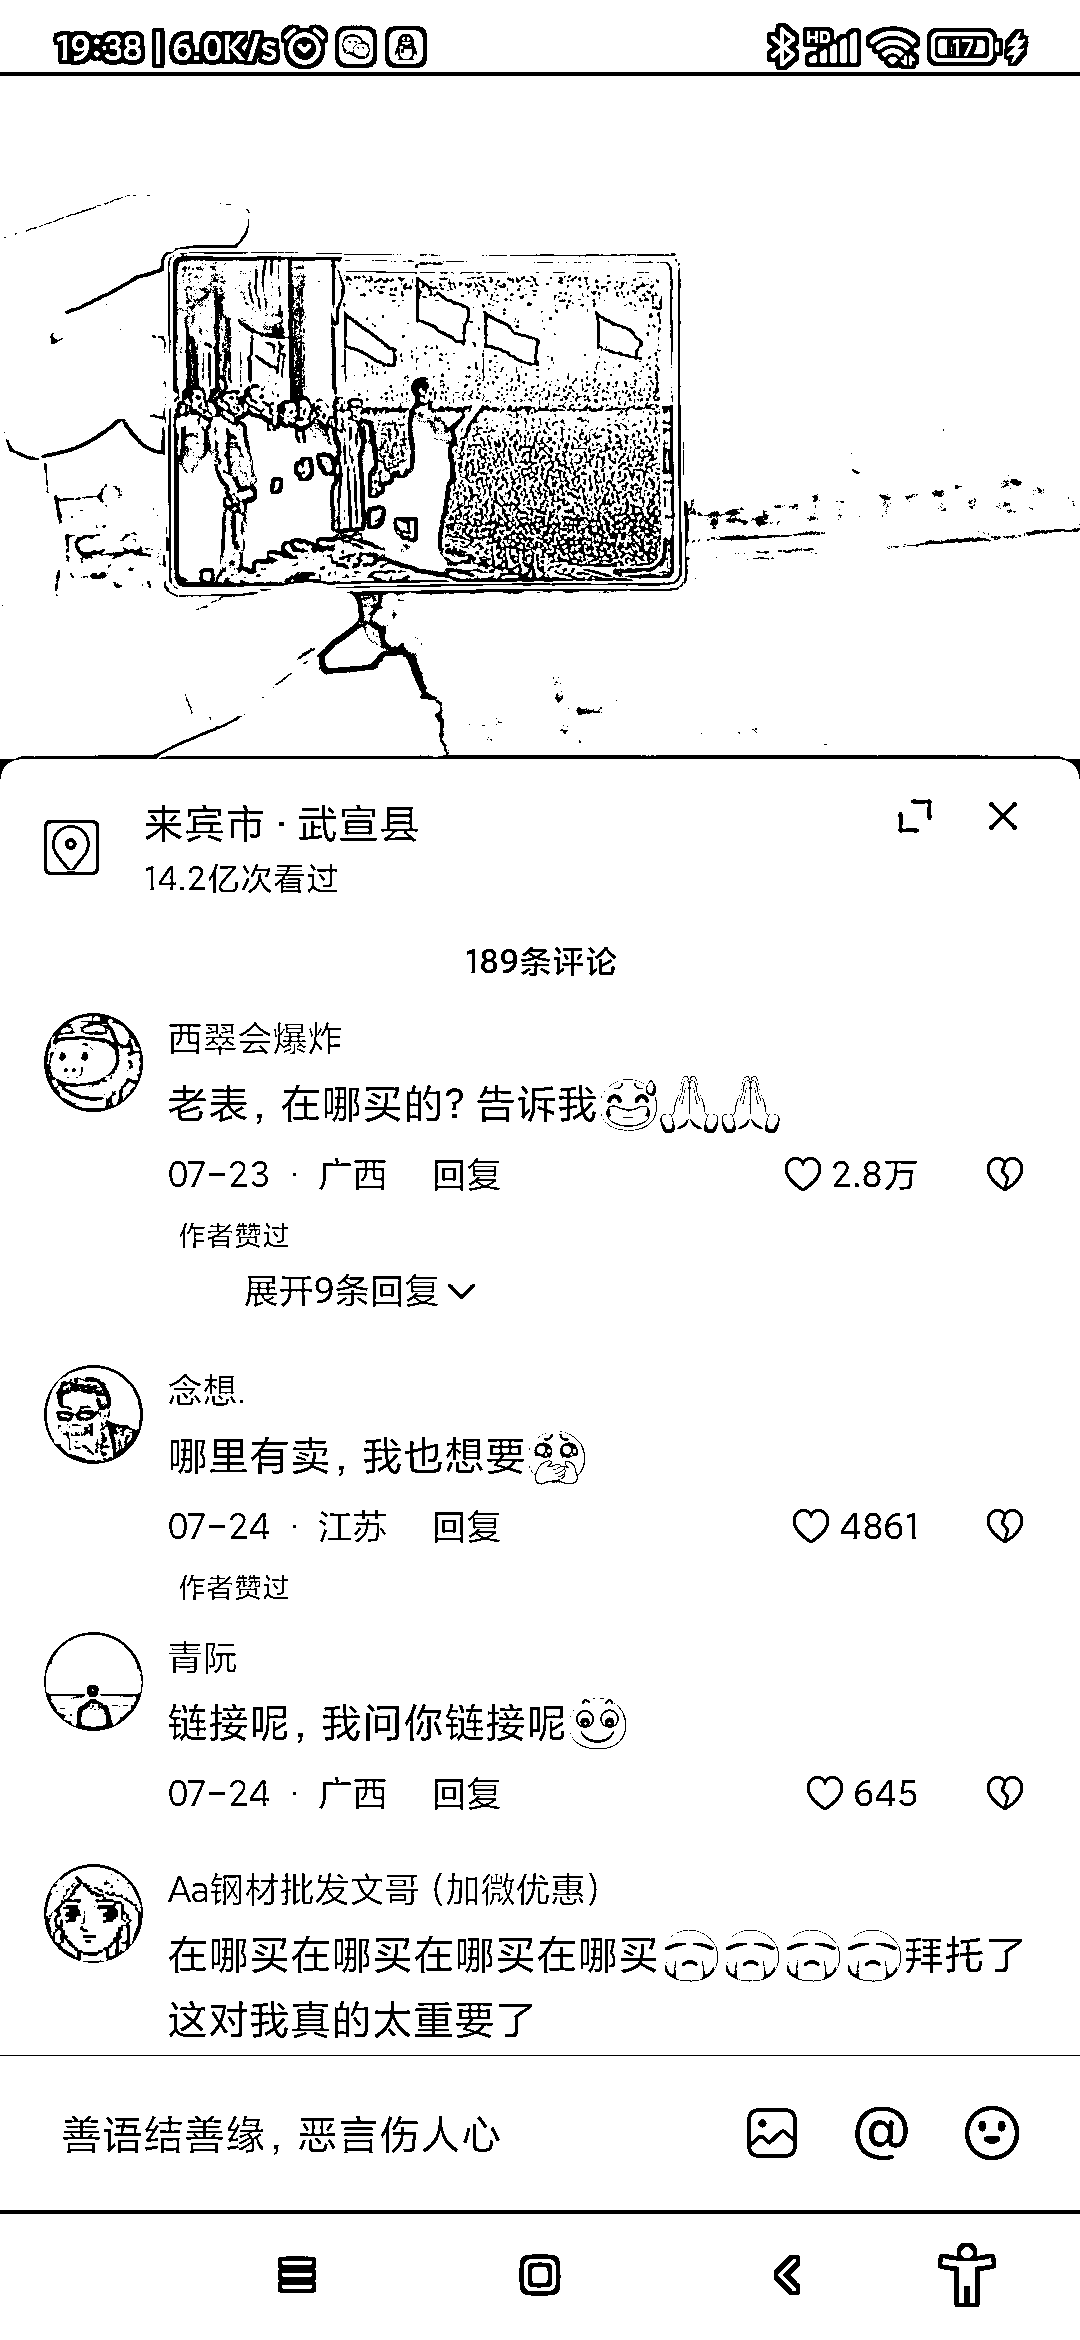 19:38 | 6.0K/s
HD
17
来宾市 · 武宣县
14.2亿次看过
189条评论
西翠会爆炸
老表，在哪买的？告诉我
07-23 · 广西 回复 2.8万
作者赞过
展开9条回复
念想.
哪里有卖，我也想要
07-24 · 江苏 回复 4861
作者赞过
青阮
链接呢，我问你链接呢
07-24 · 广西 回复 645
Aa钢材批发文哥（加微优惠）
在哪买在哪买在哪买在哪买拜托了
这对我真的太重要了
善语结善缘，恶言伤人心